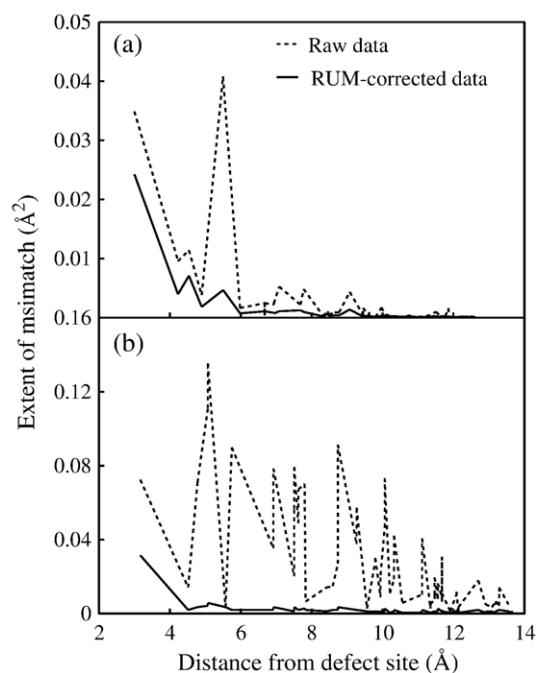 0.05
(a)
Raw data
RUM-corrected data
0.04
0.03
0.02
0.01
0.16
(b)
0.12
0.08
0.04
0
2 4 6 8 10 12 14
Extent of msimatch (Å²)
Distance from defect site (Å)